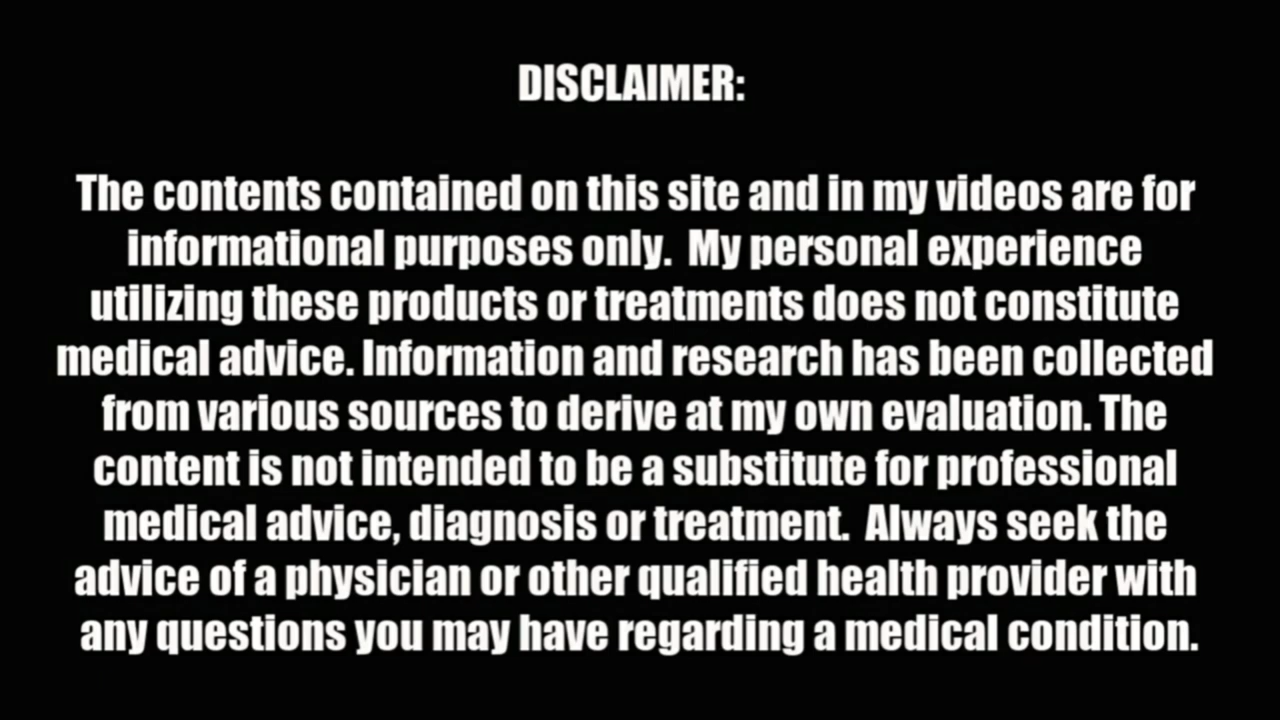 DISCLAIMER:
The contents contained on this site and in my videos are for
informational purposes only.  My personal experience
utilizing these products or treatments does not constitute
medical advice. Information and research has been collected
from various sources to derive at my own evaluation. The
content is not intended to be a substitute for professional
medical advice, diagnosis or treatment.  Always seek the
advice of a physician or other qualified health provider with
any questions you may have regarding a medical condition.